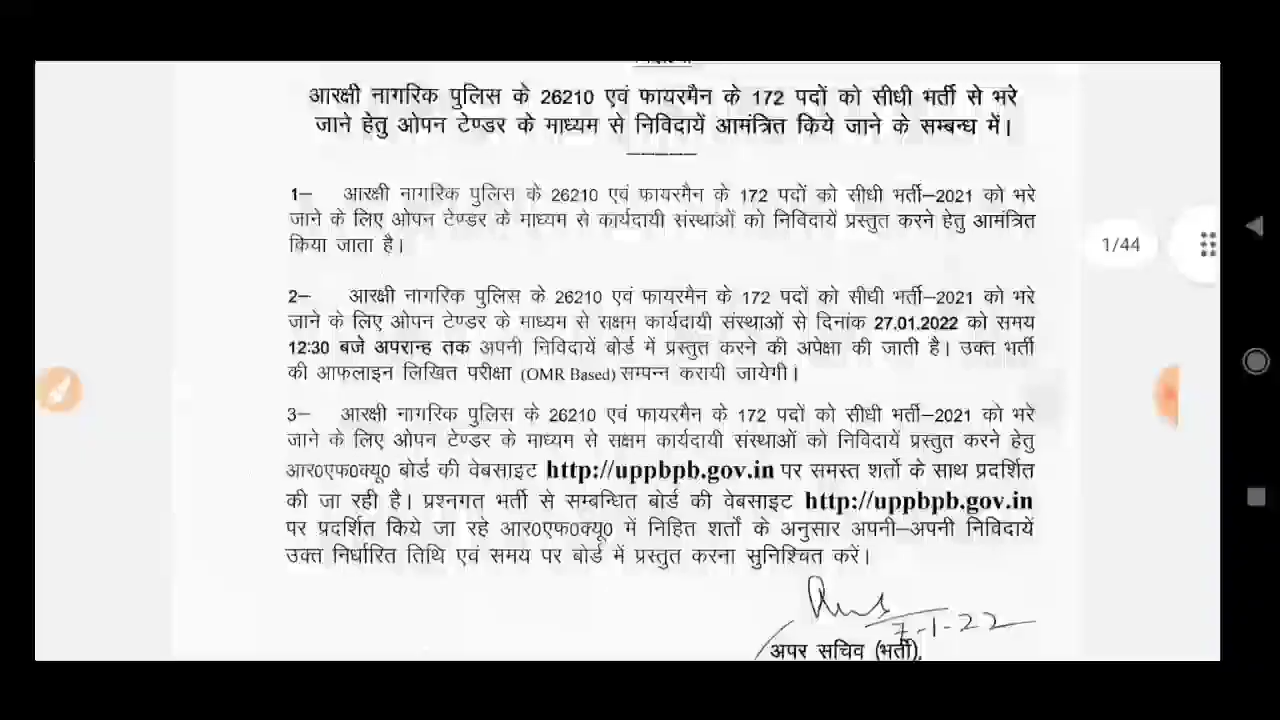 आरक्षी नागरिक पुलिस के 26210 एवं फायरमैन के 172 पदों को सीधी भर्ती से भरे
जाने हेतु ओपन टेण्डर के माध्यम से निविदायें आमंत्रित किये जाने के सम्बन्ध में।
1– आरक्षी नागरिक पुलिस के 26210 एवं फायरमैन के 172 पदों को सीधी भर्ती–2021 को भरे
जाने के लिए ओपन टेण्डर के माध्यम से कार्यदायी संस्थाओं को निविदायें प्रस्तुत करने हेतु आमंत्रित
किया जाता है।
1/44
2– आरक्षी नागरिक पुलिस के 26210 एवं फायरमैन के 172 पदों को सीधी भर्ती–2021 को भरे
जाने के लिए ओपन टेण्डर के माध्यम से सक्षम कार्यदायी संस्थाओं से दिनांक 27.01.2022 को समय
12:30 बजे अपरान्ह तक अपनी निविदायें बोर्ड में प्रस्तुत करने की अपेक्षा की जाती है। उक्त भर्ती
की आफलाइन लिखित परीक्षा (OMR Based) सम्पन्न करायी जायेगी।
3– आरक्षी नागरिक पुलिस के 26210 एवं फायरमैन के 172 पदों को सीधी भर्ती–2021 को भरे
जाने के लिए ओपन टेण्डर के माध्यम से सक्षम कार्यदायी संस्थाओं को निविदायें प्रस्तुत करने हेतु
आर0एफ0क्यू0 बोर्ड की वेबसाइट http://uppbpb.gov.in पर समस्त शर्तो के साथ प्रदर्शित
की जा रही है। प्रश्नगत भर्ती से सम्बन्धित बोर्ड की वेबसाइट http://uppbpb.gov.in
पर प्रदर्शित किये जा रहे आर0एफ0क्यू0 में निहित शर्तों के अनुसार अपनी–अपनी निविदायें
उक्त निर्धारित तिथि एवं समय पर बोर्ड में प्रस्तुत करना सुनिश्चित करें।
7-1-22
अपर सचिव (भर्ती),